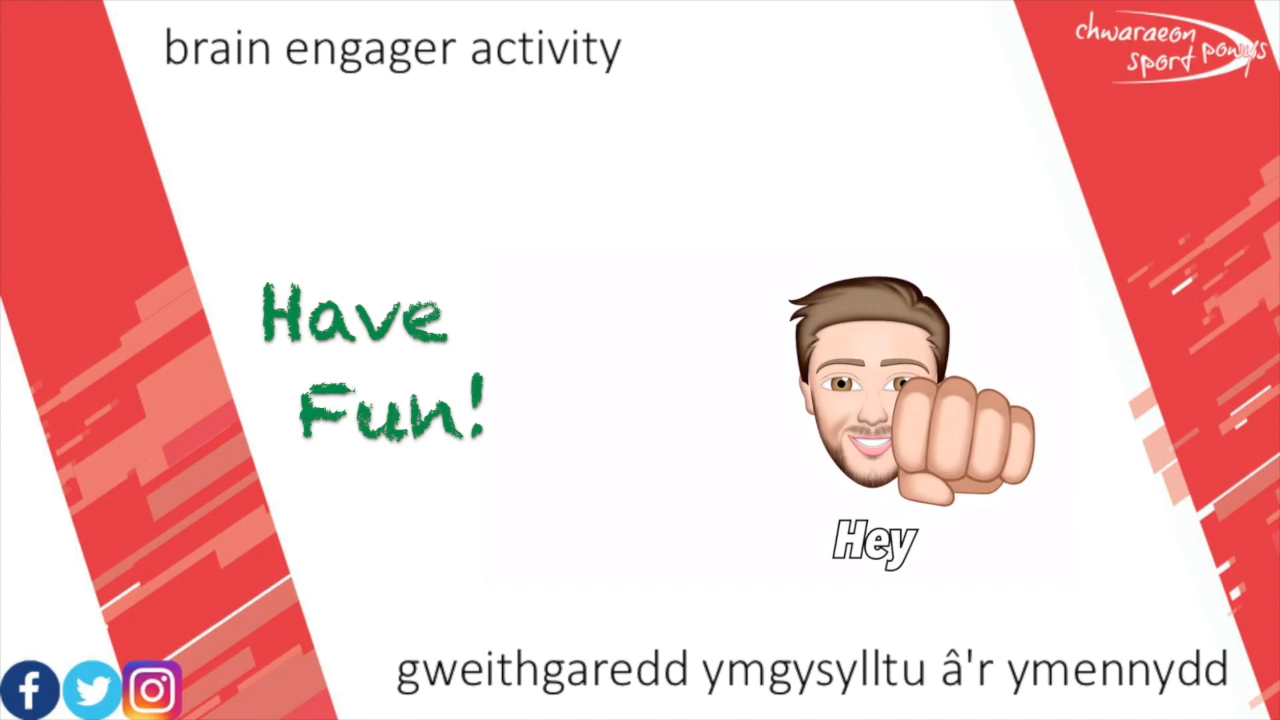 brain engager activity
chwaraeon
sport powys
Have
Fun!
Hey
gweithgaredd ymgysylltu â'r ymennydd